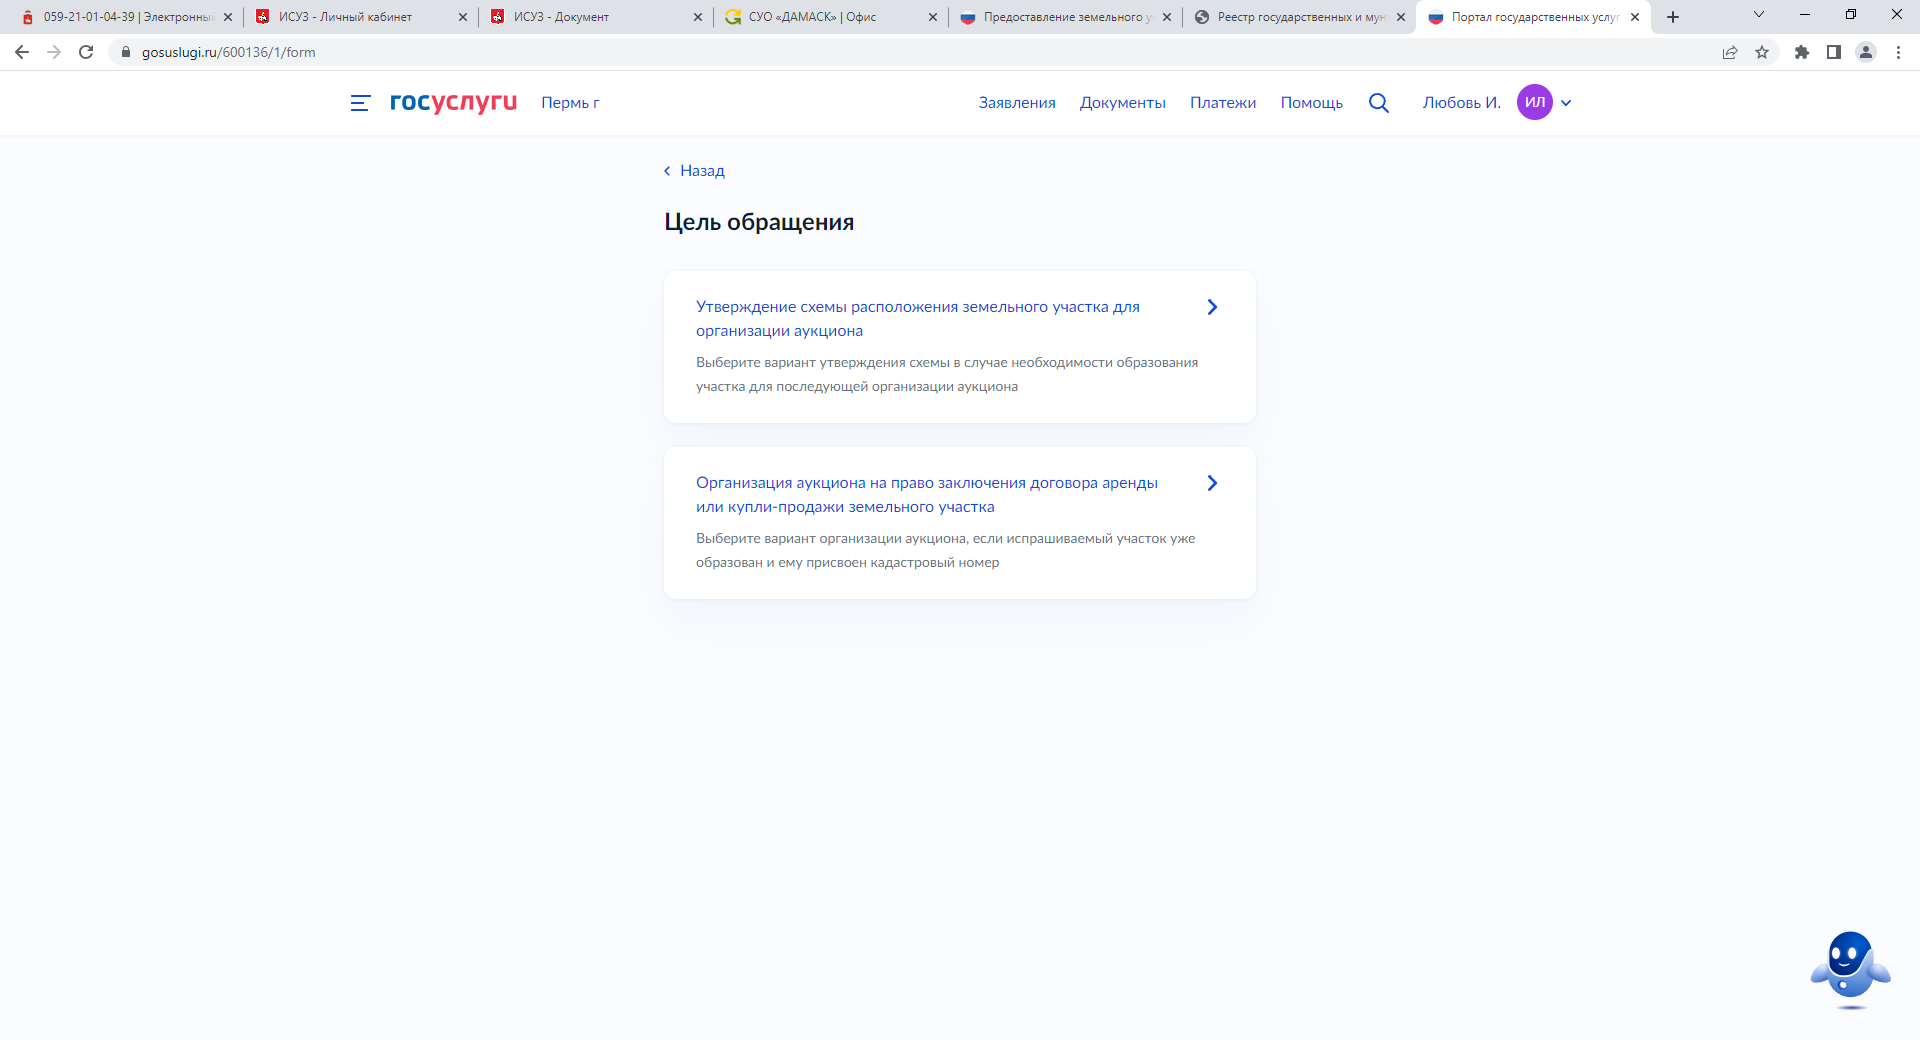 059-21-01-04-39 | Электронный
ИСУЗ - Личный кабинет
ИСУЗ - Документ
СУО «ДАМАСК» | Офис
Предоставление земельного у
Реестр государственных и мун
Портал государственных услуг
gosuslugi.ru/600136/1/form
госуслуги
Пермь г
Заявления
Документы
Платежи
Помощь
Любовь И.
ИЛ
Назад
Цель обращения
Утверждение схемы расположения земельного участка для
организации аукциона
Выберите вариант утверждения схемы в случае необходимости образования
участка для последующей организации аукциона
Организация аукциона на право заключения договора аренды
или купли-продажи земельного участка
Выберите вариант организации аукциона, если испрашиваемый участок уже
образован и ему присвоен кадастровый номер